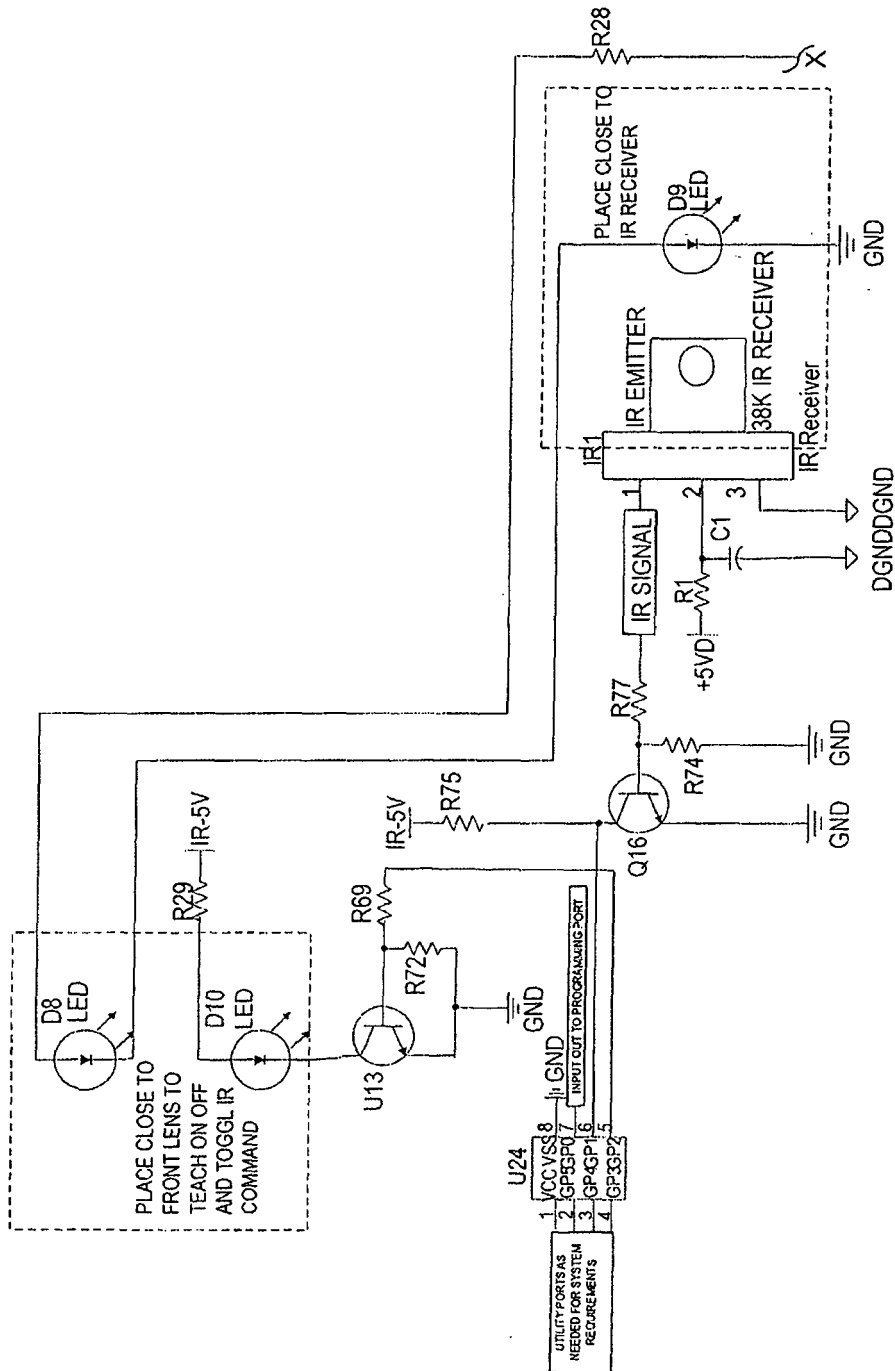 R28
X
PLACE CLOSE TO
IR RECEIVER
D9
LED
GND
IR EMITTER
38K IR RECEIVER
IR1
IR Receiver
1
2
3
IR SIGNAL
C1
R1
+5VD
DGNDDGND
R77
R74
GND
GND
Q16
R75
IR-5V
IR-5V
R29
D8
LED
D10
LED
PLACE CLOSE TO
FRONT LENS TO
TEACH ON OFF
AND TOGGL IR
COMMAND
R69
R72
U13
GND
GND
INPUT OUT TO PROGRAMMING PORT
U24
1 VCC VSS 8
2 GP5GP0 7
3 GP4GP1 6
4 GP3GP2 5
UTILITY PORTS AS
NEEDED FOR SYSTEM
REQUIREMENTS